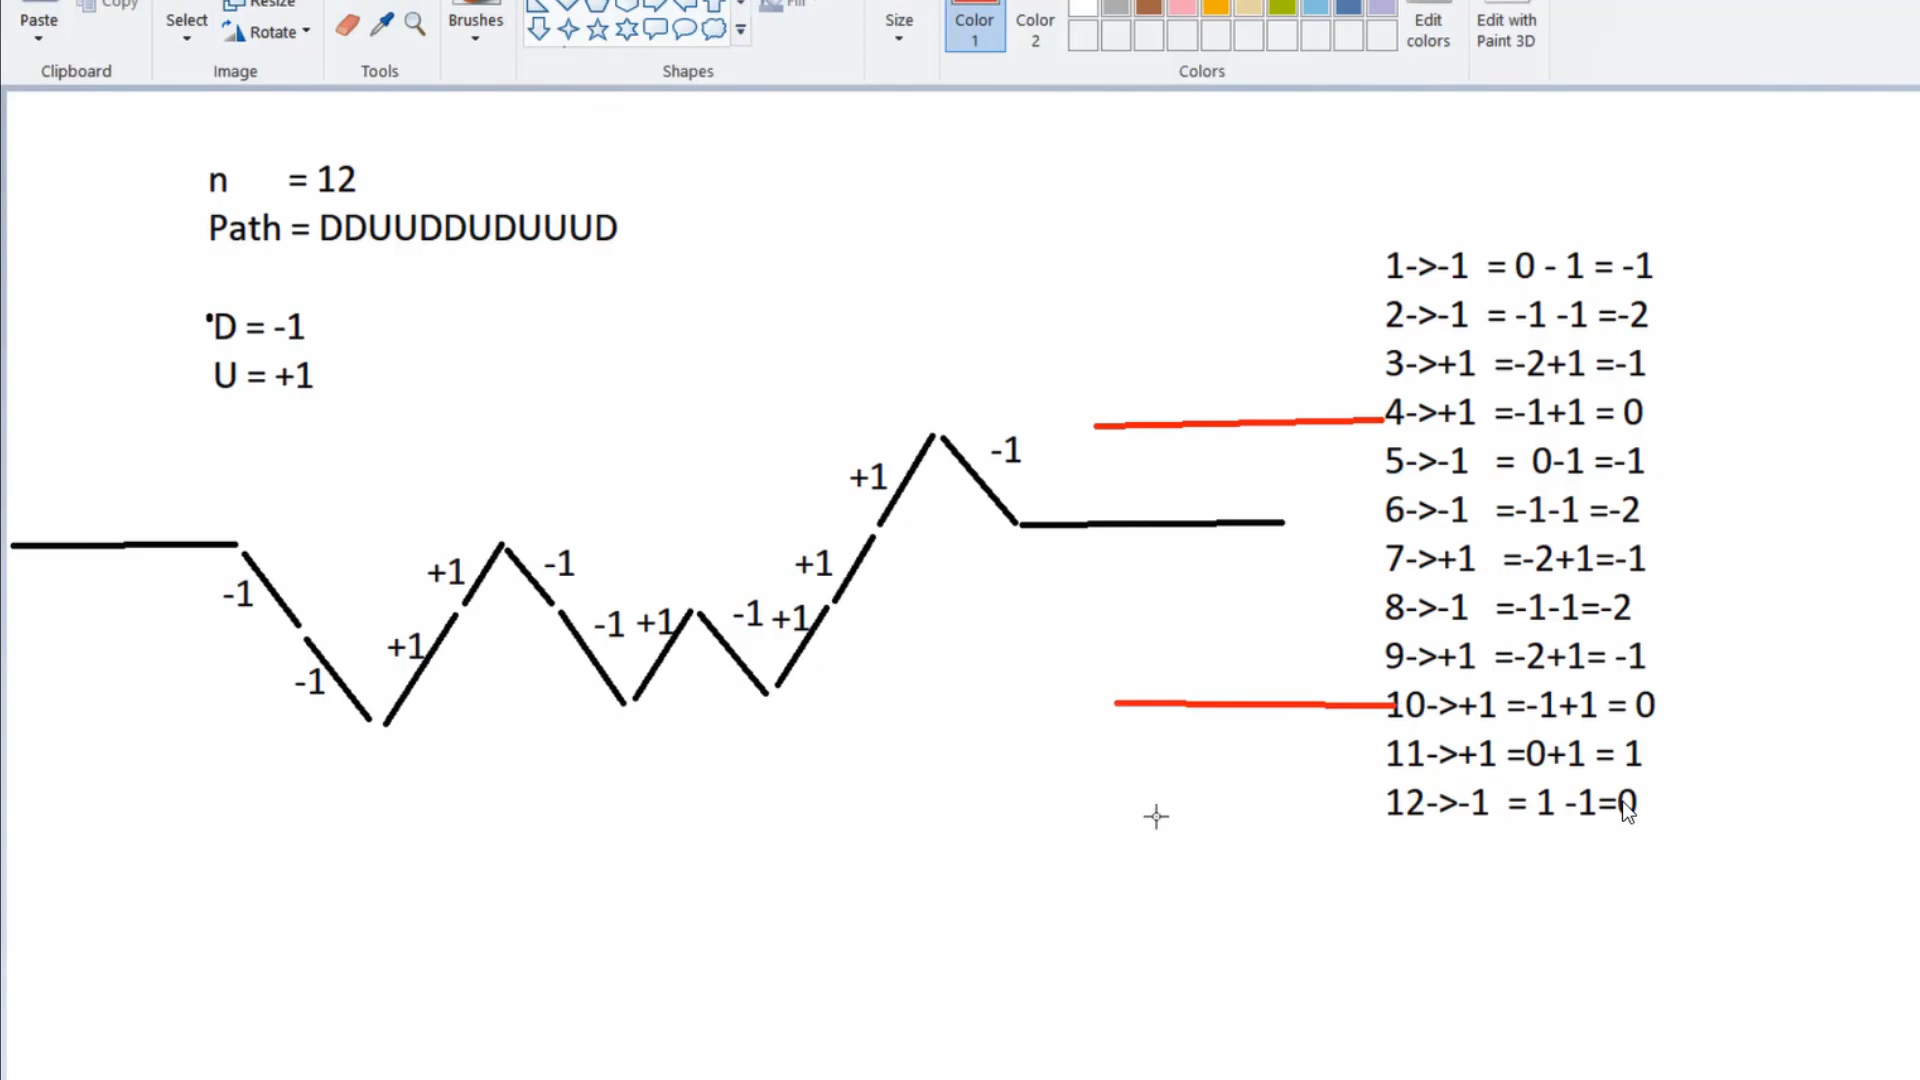 Paste
Copy
Clipboard
Select
Resize
Rotate
Image
Tools
Brushes
Shapes
Fill
Size
Color 1
Color 2
Colors
Edit colors
Edit with Paint 3D
n = 12
Path = DDUUDDUDUUUD
D = -1
U = +1
-1
-1
+1
+1
-1
-1
+1
-1
+1
+1
+1
-1
1->-1 = 0 - 1 = -1
2->-1 = -1 -1 =-2
3->+1 =-2+1 =-1
4->+1 =-1+1 = 0
5->-1 = 0-1 =-1
6->-1 =-1-1 =-2
7->+1 =-2+1=-1
8->-1 =-1-1=-2
9->+1 =-2+1= -1
10->+1 =-1+1 = 0
11->+1 =0+1 = 1
12->-1 = 1 -1=0